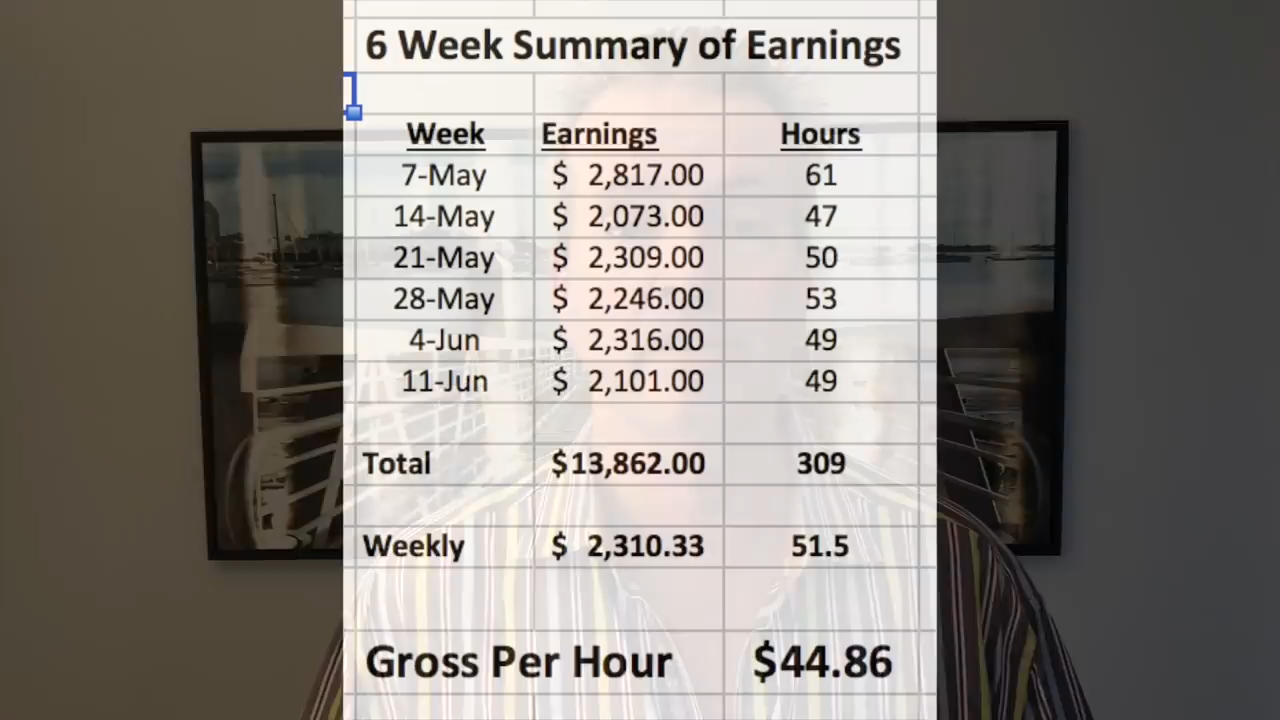 6 Week Summary of Earnings
Week Earnings Hours
7-May $ 2,817.00 61
14-May $ 2,073.00 47
21-May $ 2,309.00 50
28-May $ 2,246.00 53
4-Jun $ 2,316.00 49
11-Jun $ 2,101.00 49
Total $13,862.00 309
Weekly $ 2,310.33 51.5
Gross Per Hour $44.86